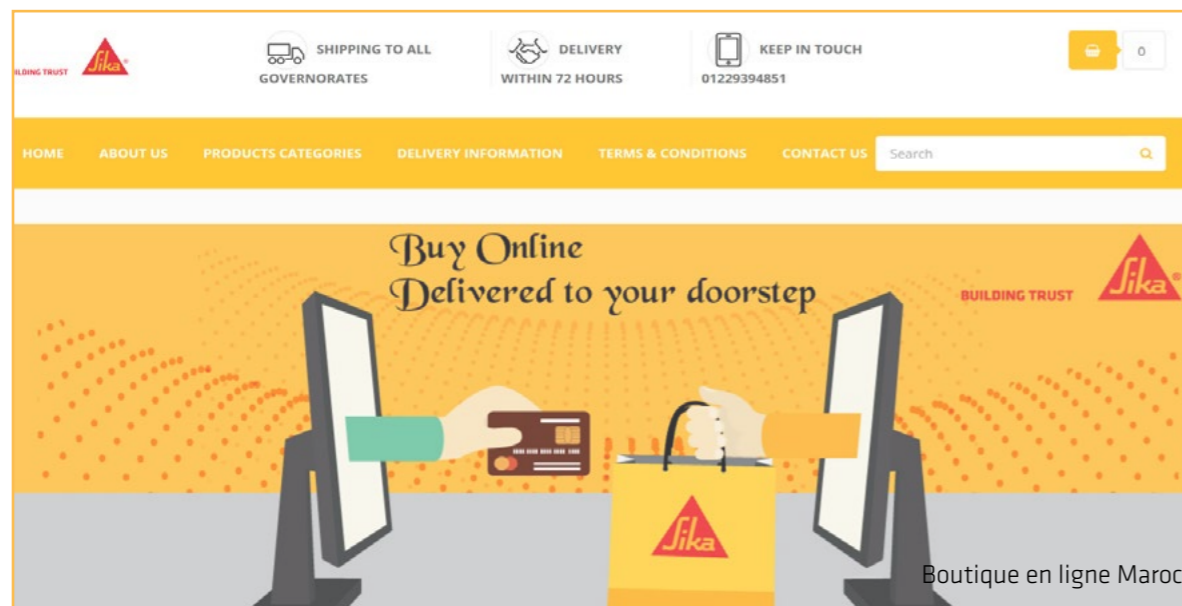 ILDING TRUST
Sika®
SHIPPING TO ALL
GOVERNORATES
DELIVERY
WITHIN 72 HOURS
KEEP IN TOUCH
01229394851
0
HOME ABOUT US PRODUCTS CATEGORIES DELIVERY INFORMATION TERMS & CONDITIONS CONTACT US Search
Buy Online
Delivered to your doorstep
BUILDING TRUST
Sika®
Sika
Boutique en ligne Maroc